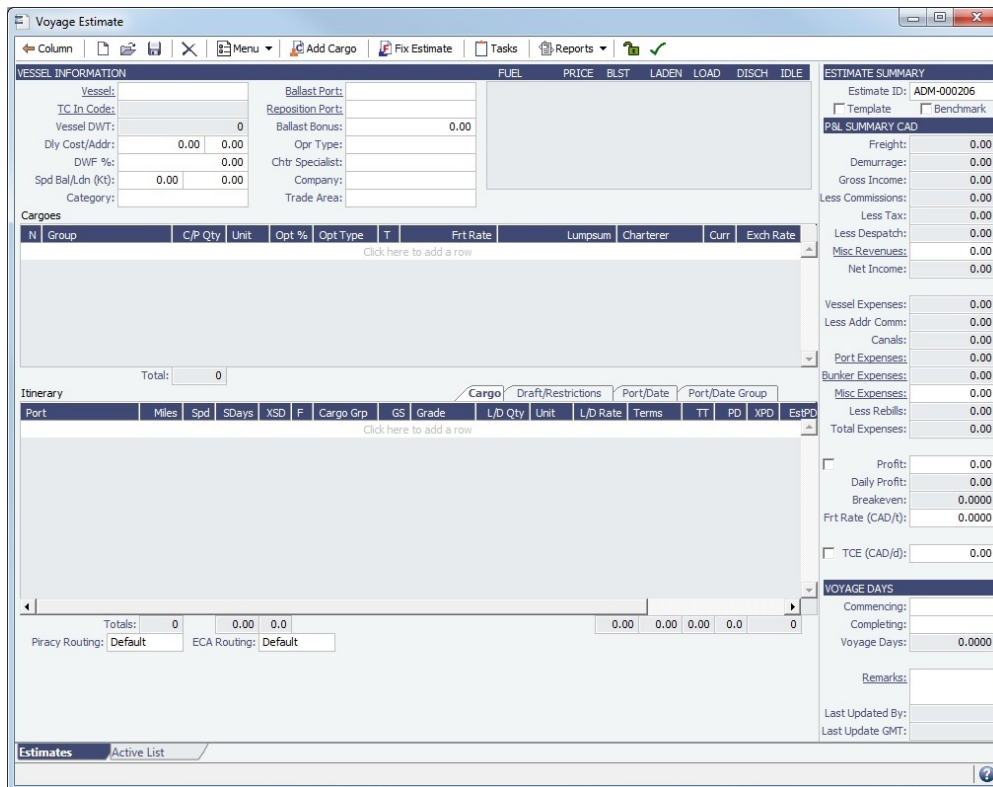 Voyage Estimate
Column Menu Add Cargo Fix Estimate Tasks Reports
VESSEL INFORMATION FUEL PRICE BLST LADEN LOAD DISCH IDLE
Vessel: Ballast Port:
TC In Code: Reposition Port:
Vessel DWT: 0 Ballast Bonus: 0.00
Dly Cost/Addr: 0.00 0.00 Opr Type:
DWF %: 0.00 Chtr Specialist:
Spd Bal/Ldn (Kt): 0.00 0.00 Company:
Category: Trade Area:
Cargoes
N Group C/P Qty Unit Opt % Opt Type T Frt Rate Lumpsum Charterer Curr Exch Rate
Click here to add a row
Total: 0
Itinerary Cargo Draft/Restrictions Port/Date Port/Date Group
Port Miles Spd SDays XSD F Cargo Grp GS Grade L/D Qty Unit L/D Rate Terms TT PD XPD EstPD
Click here to add a row
Totals: 0 0.00 0.0 0.00 0.00 0.00 0.0 0
Piracy Routing: Default ECA Routing: Default
Estimates Active List
ESTIMATE SUMMARY
Estimate ID: ADM-000206
Template Benchmark
P&L SUMMARY CAD
Freight: 0.00
Demurrage: 0.00
Gross Income: 0.00
Less Commissions: 0.00
Less Tax: 0.00
Less Despatch: 0.00
Misc Revenues: 0.00
Net Income: 0.00
Vessel Expenses: 0.00
Less Addr Comm: 0.00
Canals: 0.00
Port Expenses: 0.00
Bunker Expenses: 0.00
Misc Expenses: 0.00
Less Rebills: 0.00
Total Expenses: 0.00
Profit: 0.00
Daily Profit: 0.00
Breakeven: 0.0000
Frt Rate (CAD/t): 0.0000
TCE (CAD/d): 0.00
VOYAGE DAYS
Commencing:
Completing:
Voyage Days: 0.0000
Remarks:
Last Updated By:
Last Update GMT: